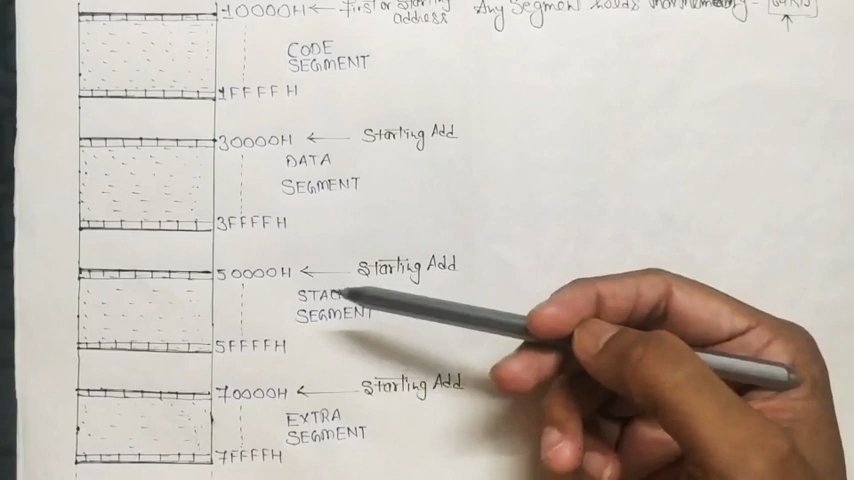 10000H ← First or Starting
Address
Any Segment holds
64KB
CODE
SEGMENT
1FFFFH
30000H ← Starting Add
DATA
SEGMENT
3FFFFH
50000H ← Starting Add
STACK
SEGMENT
5FFFFH
70000H ← Starting Add
EXTRA
SEGMENT
7FFFFH